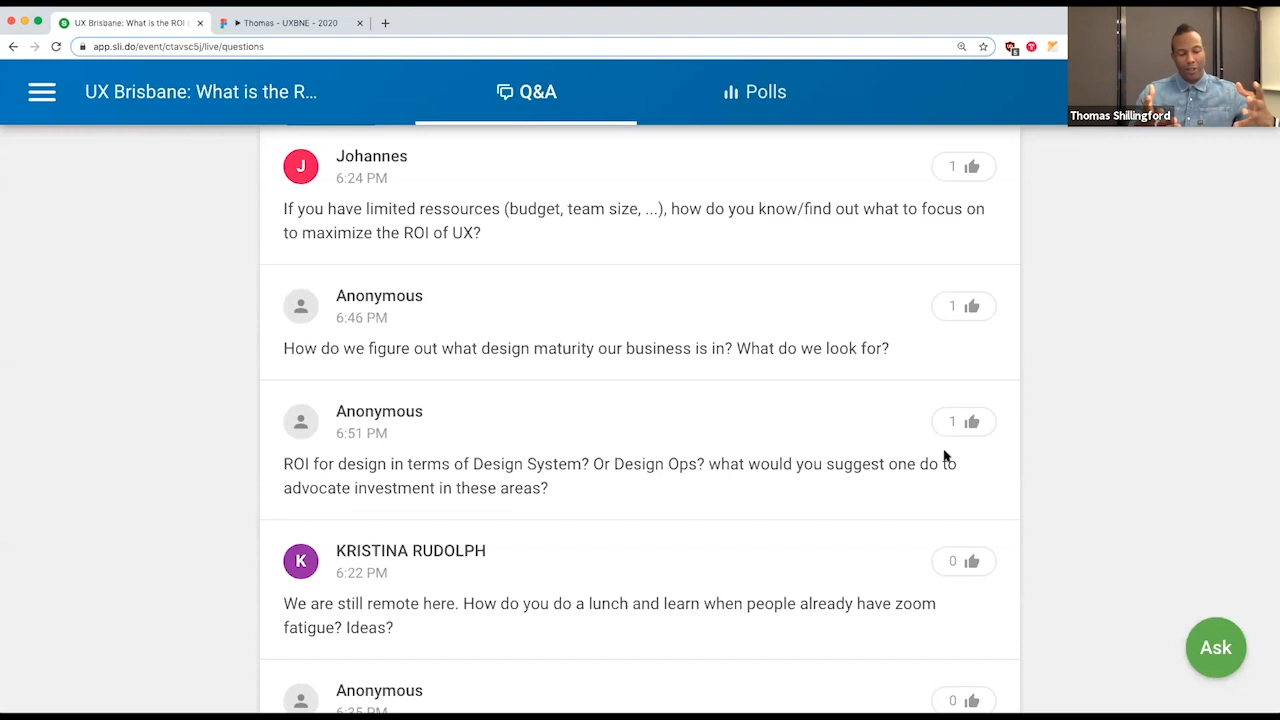 UX Brisbane: What is the ROI
Thomas - UXBNE - 2020
app.sli.do/event/ctavsc5j/live/questions
Thomas Shillingford
UX Brisbane: What is the R...
Q&A
Polls
J
Johannes
6:24 PM
1
If you have limited ressources (budget, team size, ...), how do you know/find out what to focus on
to maximize the ROI of UX?
Anonymous
6:46 PM
1
How do we figure out what design maturity our business is in? What do we look for?
Anonymous
6:51 PM
1
ROI for design in terms of Design System? Or Design Ops? what would you suggest one do to
advocate investment in these areas?
K
KRISTINA RUDOLPH
6:22 PM
0
We are still remote here. How do you do a lunch and learn when people already have zoom
fatigue? Ideas?
Ask
Anonymous
6:35 PM
0